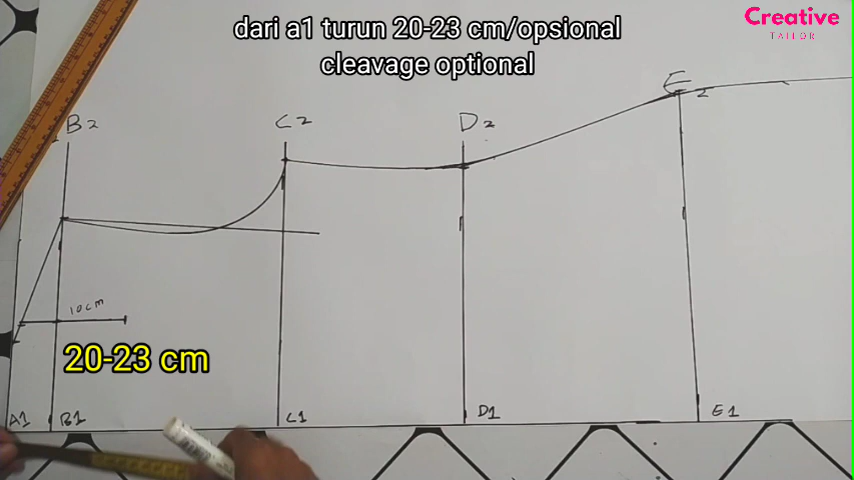 dari a1 turun 20-23 cm/opsional
cleavage optional
Creative
TAILOR
B2
C2
D2
E2
10cm
20-23 cm
A1
B1
C1
D1
E1